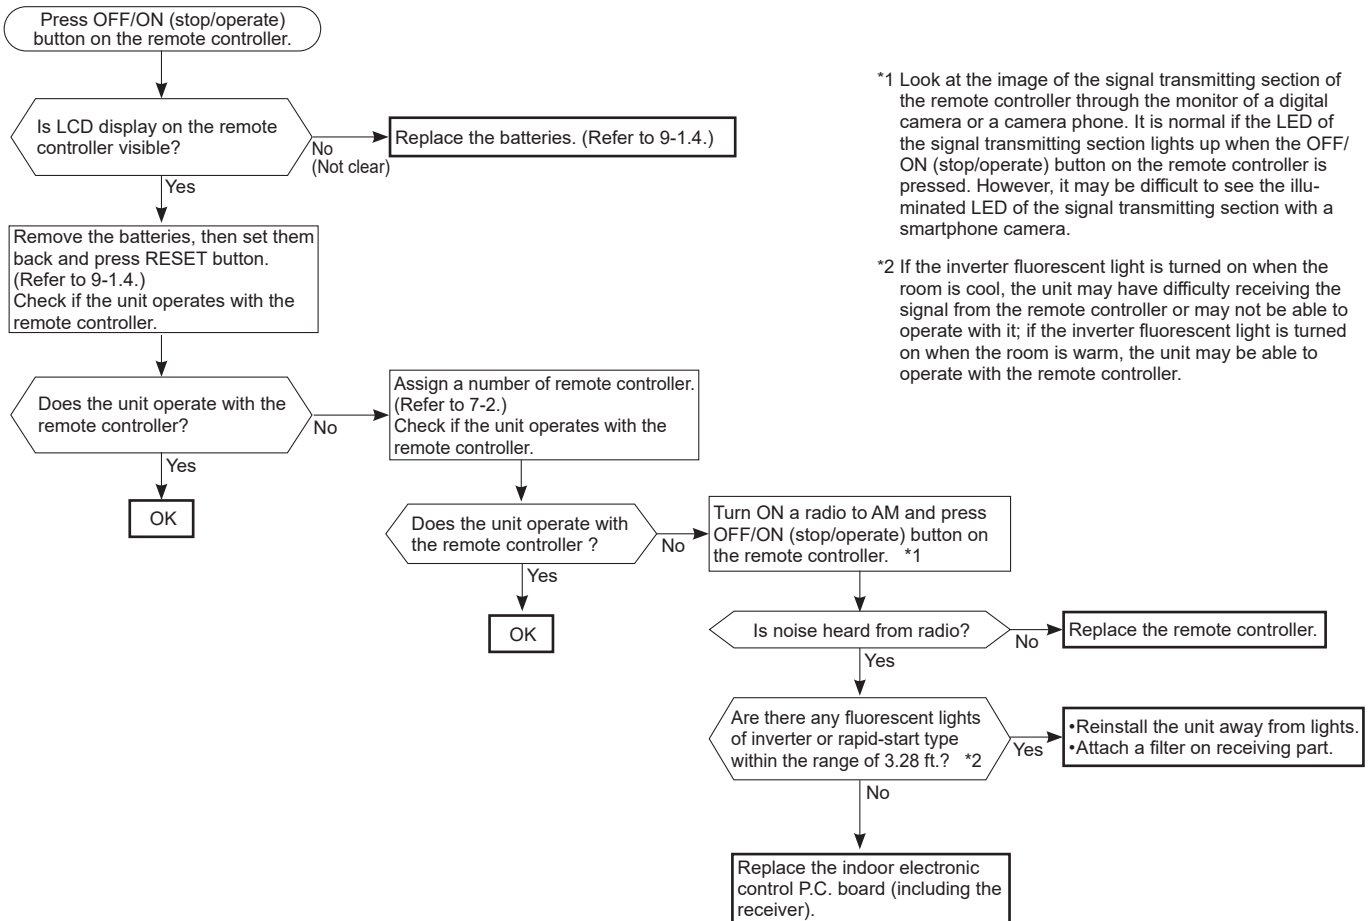 Press OFF/ON (stop/operate)
button on the remote controller.
Is LCD display on the remote
controller visible?
No
(Not clear)
Replace the batteries. (Refer to 9-1.4.)
Yes
Remove the batteries, then set them
back and press RESET button.
(Refer to 9-1.4.)
Check if the unit operates with the
remote controller.
Does the unit operate with the
remote controller?
No
Yes
OK
Assign a number of remote controller.
(Refer to 7-2.)
Check if the unit operates with the
remote controller.
Does the unit operate with
the remote controller ?
No
Yes
OK
Turn ON a radio to AM and press
OFF/ON (stop/operate) button on
the remote controller. *1
Is noise heard from radio?
No
Replace the remote controller.
Yes
Are there any fluorescent lights
of inverter or rapid-start type
within the range of 3.28 ft.? *2
Yes
•Reinstall the unit away from lights.
•Attach a filter on receiving part.
No
Replace the indoor electronic
control P.C. board (including the
receiver).
*1 Look at the image of the signal transmitting section of
the remote controller through the monitor of a digital
camera or a camera phone. It is normal if the LED of
the signal transmitting section lights up when the OFF/
ON (stop/operate) button on the remote controller is
pressed. However, it may be difficult to see the illu-
minated LED of the signal transmitting section with a
smartphone camera.
*2 If the inverter fluorescent light is turned on when the
room is cool, the unit may have difficulty receiving the
signal from the remote controller or may not be able to
operate with it; if the inverter fluorescent light is turned
on when the room is warm, the unit may be able to
operate with the remote controller.